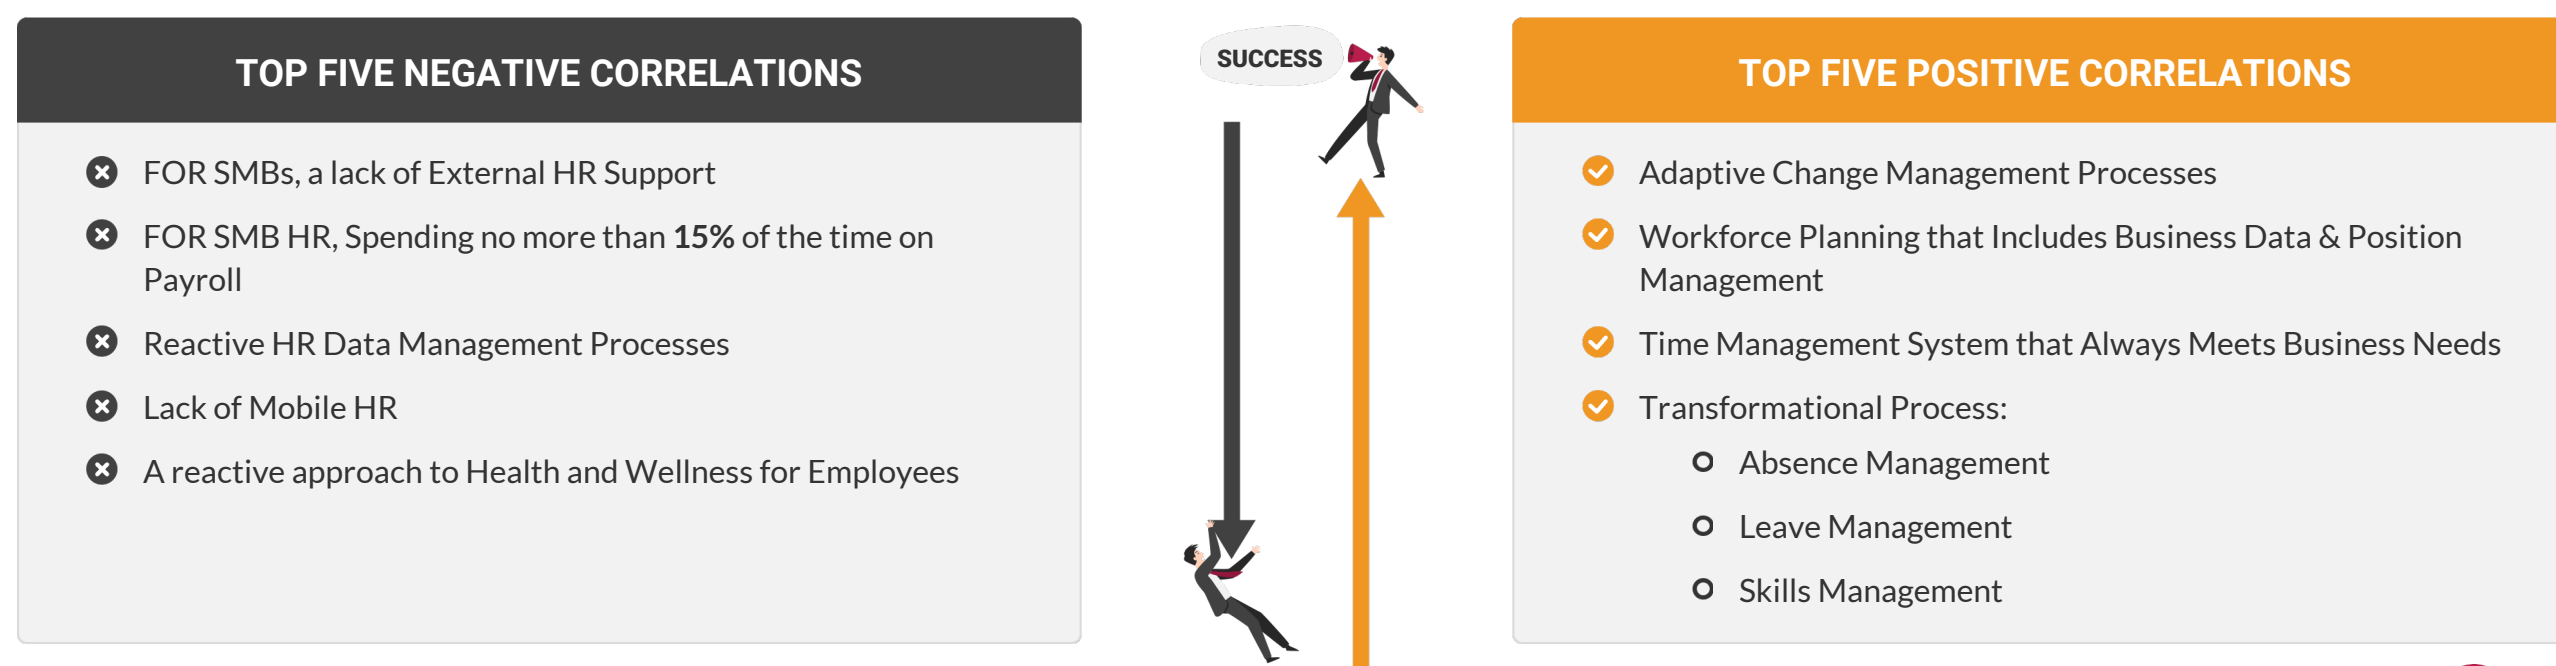 TOP FIVE NEGATIVE CORRELATIONS
FOR SMBs, a lack of External HR Support
FOR SMB HR, Spending no more than 15% of the time on
Payroll
Reactive HR Data Management Processes
Lack of Mobile HR
A reactive approach to Health and Wellness for Employees
SUCCESS
TOP FIVE POSITIVE CORRELATIONS
Adaptive Change Management Processes
Workforce Planning that Includes Business Data & Position
Management
Time Management System that Always Meets Business Needs
Transformational Process:
Absence Management
Leave Management
Skills Management